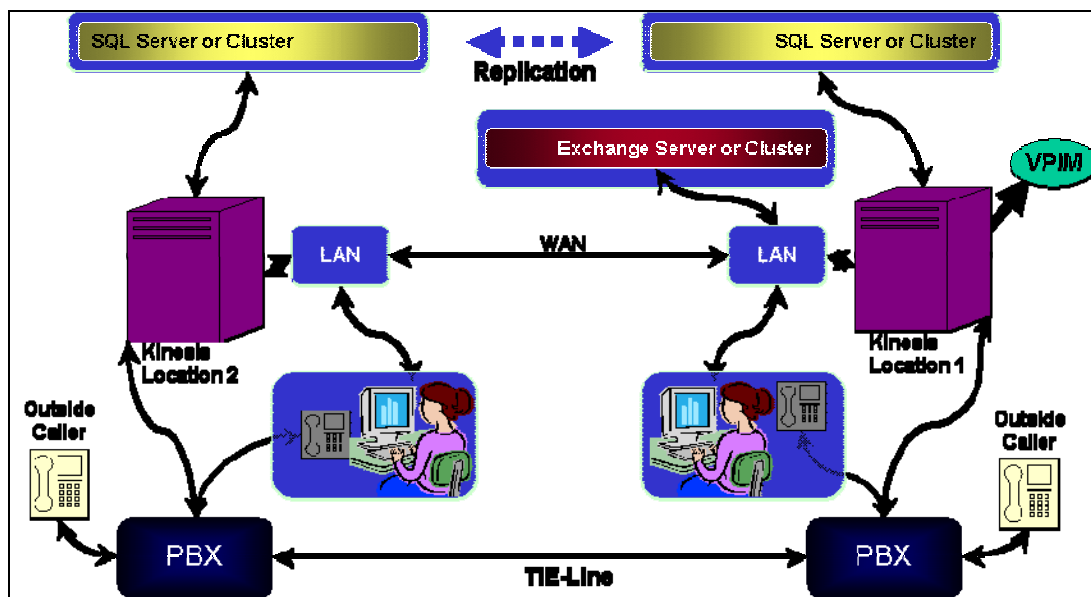 SQL Server or Cluster
SQL Server or Cluster
Replication
Exchange Server or Cluster
VPIM
LAN
WAN
LAN
Kinesis
Location 2
Kinesis
Location 1
Outside
Caller
Outside
Caller
PBX
PBX
TIE-Line